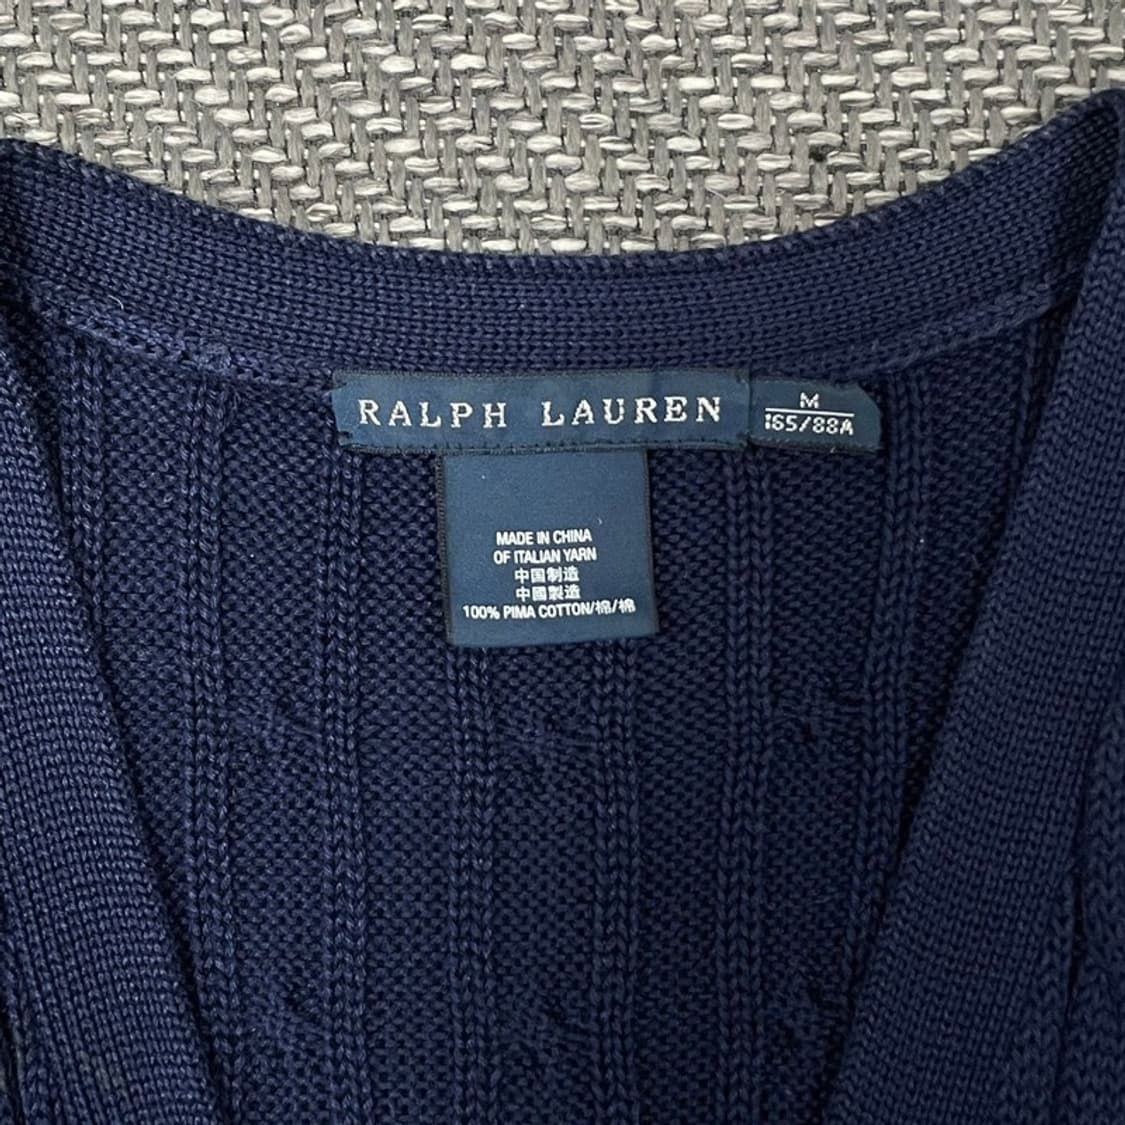 RALPH LAUREN
M
165/88A
MADE IN CHINA
OF ITALIAN YARN
中国制造
中國製造
100% PIMA COTTON/棉/棉